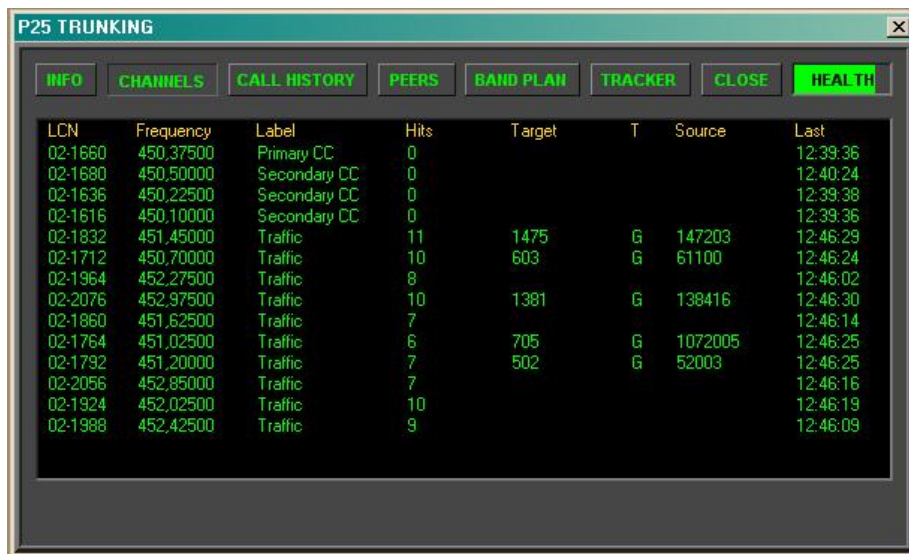 P25 TRUNKING
INFO CHANNELS CALL HISTORY PEERS BAND PLAN TRACKER CLOSE HEALTH
LCN Frequency Label Hits Target T Source Last
02-1660 450,37500 Primary CC 0 12:39:36
02-1680 450,50000 Secondary CC 0 12:40:24
02-1636 450,22500 Secondary CC 0 12:39:38
02-1616 450,10000 Secondary CC 0 12:39:36
02-1832 451,45000 Traffic 11 1475 G 147203 12:46:29
02-1712 450,70000 Traffic 10 603 G 61100 12:46:24
02-1964 452,27500 Traffic 8 12:46:02
02-2076 452,97500 Traffic 10 1381 G 138416 12:46:30
02-1860 451,62500 Traffic 7 12:46:14
02-1764 451,02500 Traffic 6 705 G 1072005 12:46:25
02-1792 451,20000 Traffic 7 502 G 52003 12:46:25
02-2056 452,85000 Traffic 7 12:46:16
02-1924 452,02500 Traffic 10 12:46:19
02-1988 452,42500 Traffic 9 12:46:09